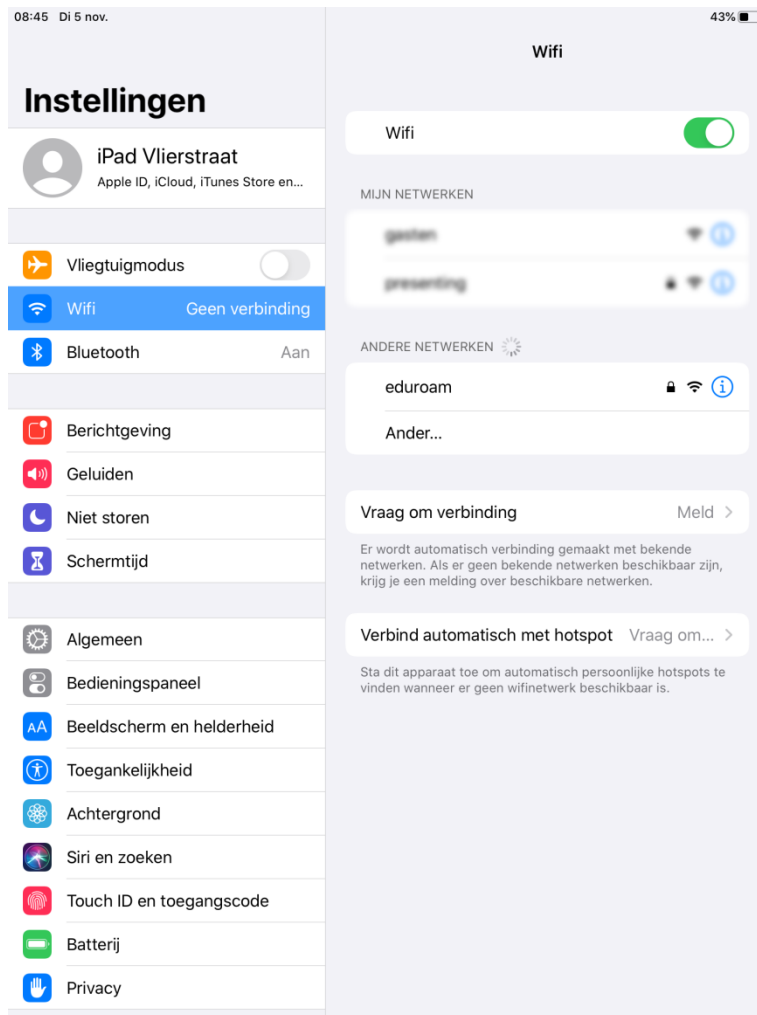 08:45 Di 5 nov.
43%
Instellingen
iPad Vlierstraat
Apple ID, iCloud, iTunes Store en...
Vliegtuigmodus
Wifi Geen verbinding
Bluetooth Aan
Berichtgeving
Geluiden
Niet storen
Schermtijd
Algemeen
Bedieningspaneel
AA Beeldscherm en helderheid
Toegankelijkheid
Achtergrond
Siri en zoeken
Touch ID en toegangscode
Batterij
Privacy
Wifi
Wifi
MIJN NETWERKEN
gasten
presenting
ANDERE NETWERKEN
eduroam
Ander...
Vraag om verbinding Meld
Er wordt automatisch verbinding gemaakt met bekende
netwerken. Als er geen bekende netwerken beschikbaar zijn,
krijg je een melding over beschikbare netwerken.
Verbind automatisch met hotspot Vraag om...
Sta dit apparaat toe om automatisch persoonlijke hotspots te
vinden wanneer er geen wifinetwerk beschikbaar is.